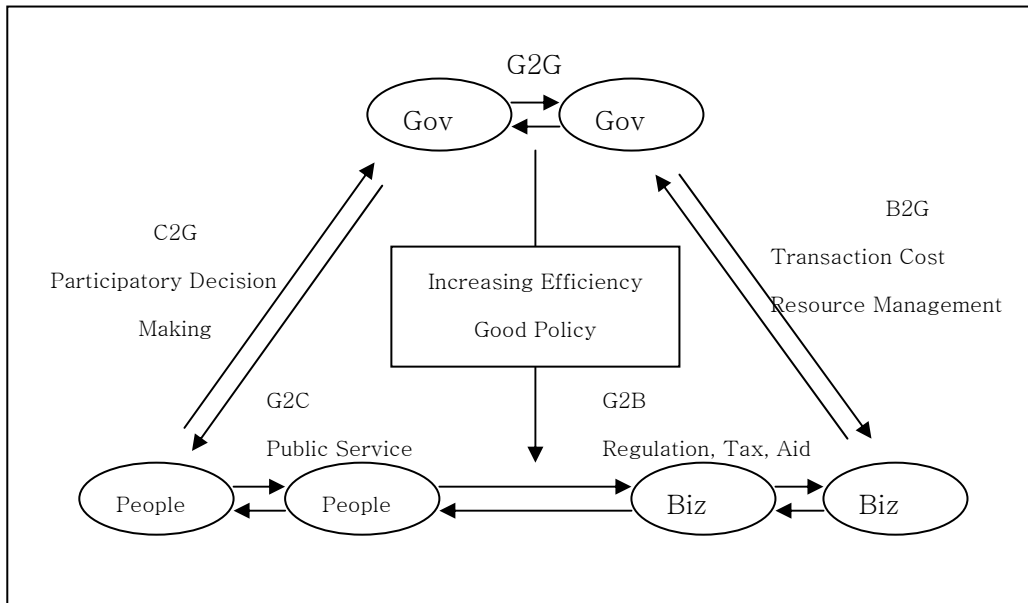 G2G
Gov
Gov
C2G
Participatory Decision
Making
B2G
Transaction Cost
Resource Management
Increasing Efficiency
Good Policy
G2C
Public Service
G2B
Regulation, Tax, Aid
People
People
Biz
Biz